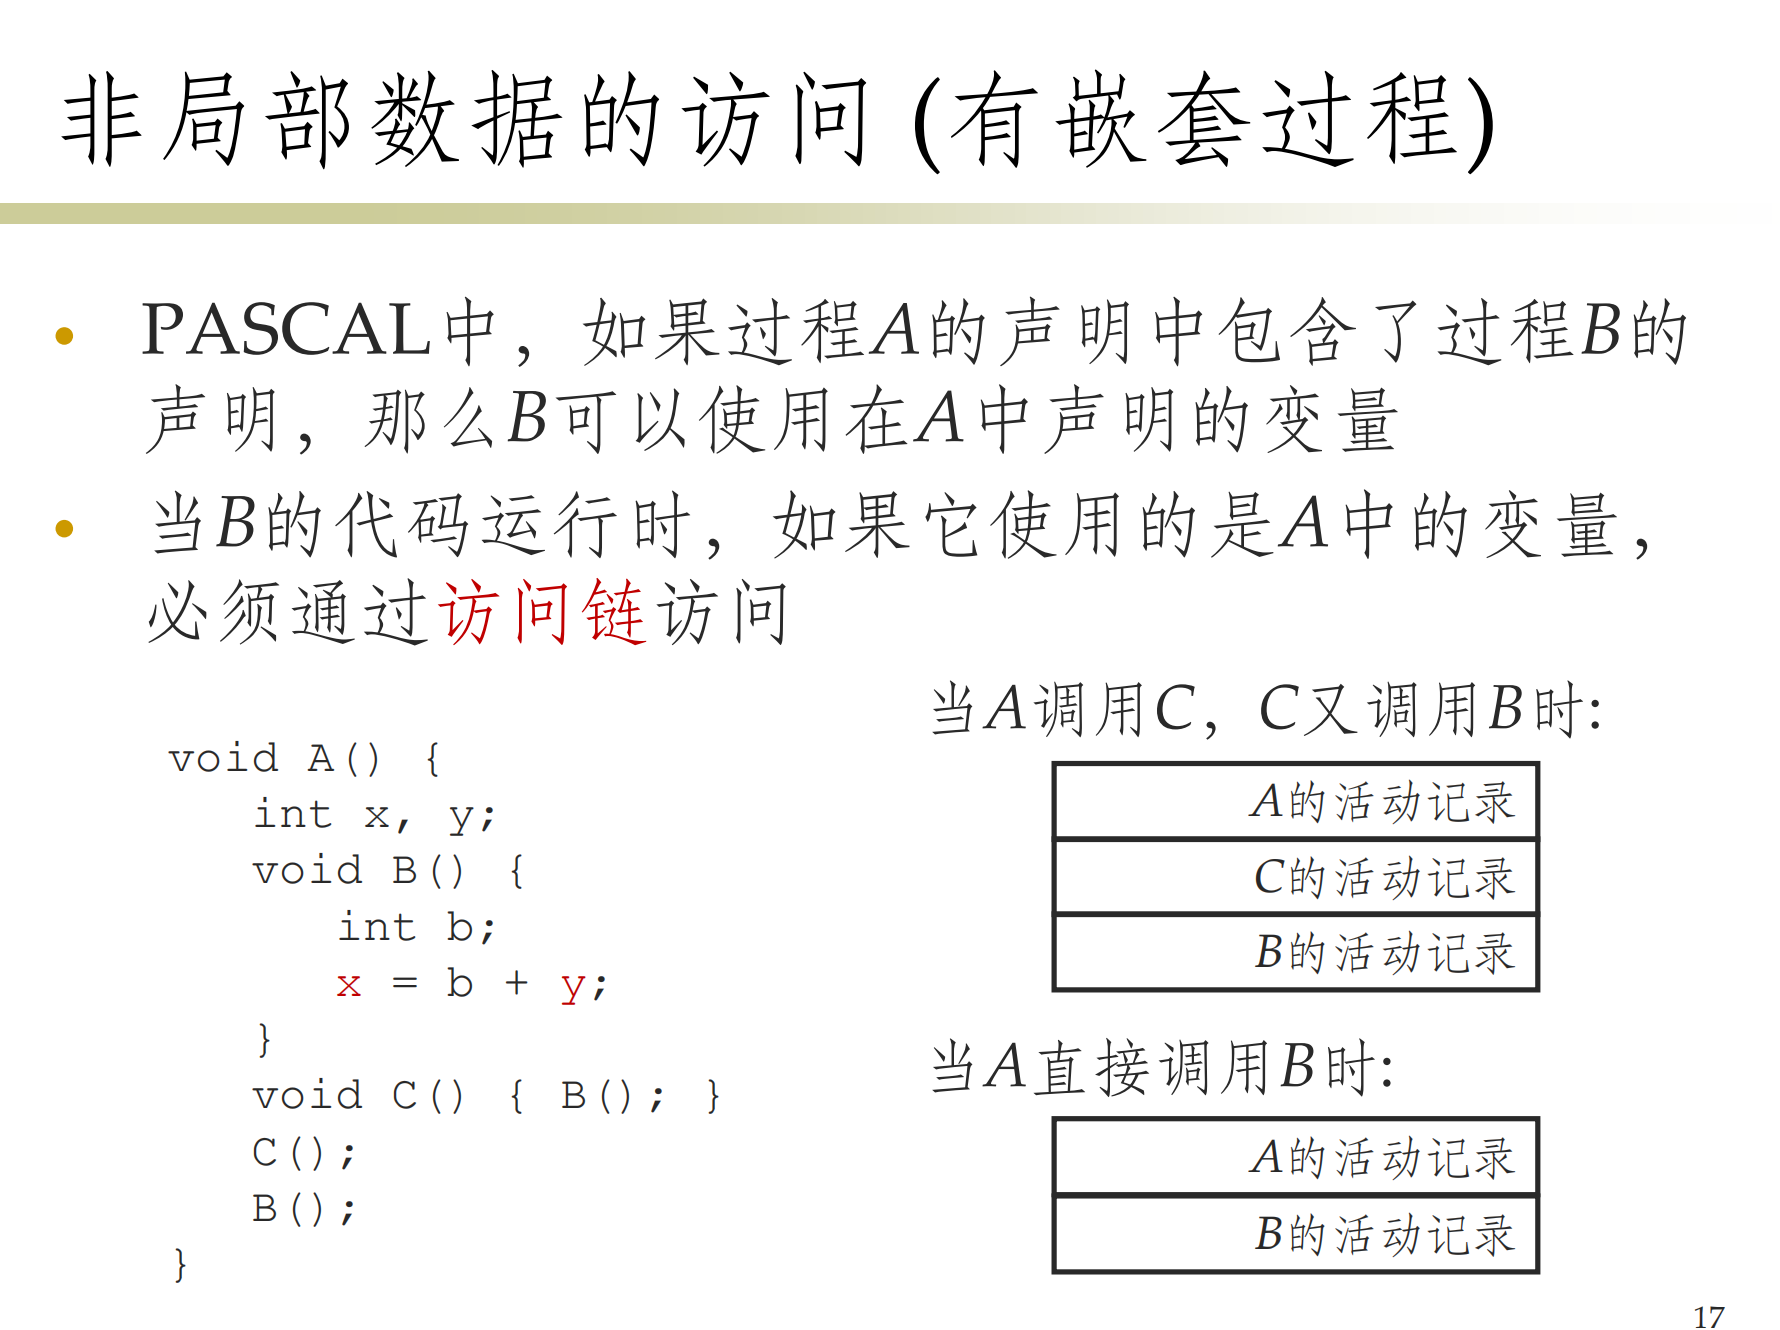 非局部数据的访问 (有嵌套过程)
PASCAL中，如果过程A的声明中包含了过程B的
声明，那么B可以使用在A中声明的变量
当B的代码运行时，如果它使用的是A中的变量，
必须通过访问链访问
void A() {
int x, y;
void B() {
int b;
x = b + y;
}
void C() { B(); }
C();
B();
}
当A调用C，C又调用B时:
A的活动记录
C的活动记录
B的活动记录
当A直接调用B时:
A的活动记录
B的活动记录
17